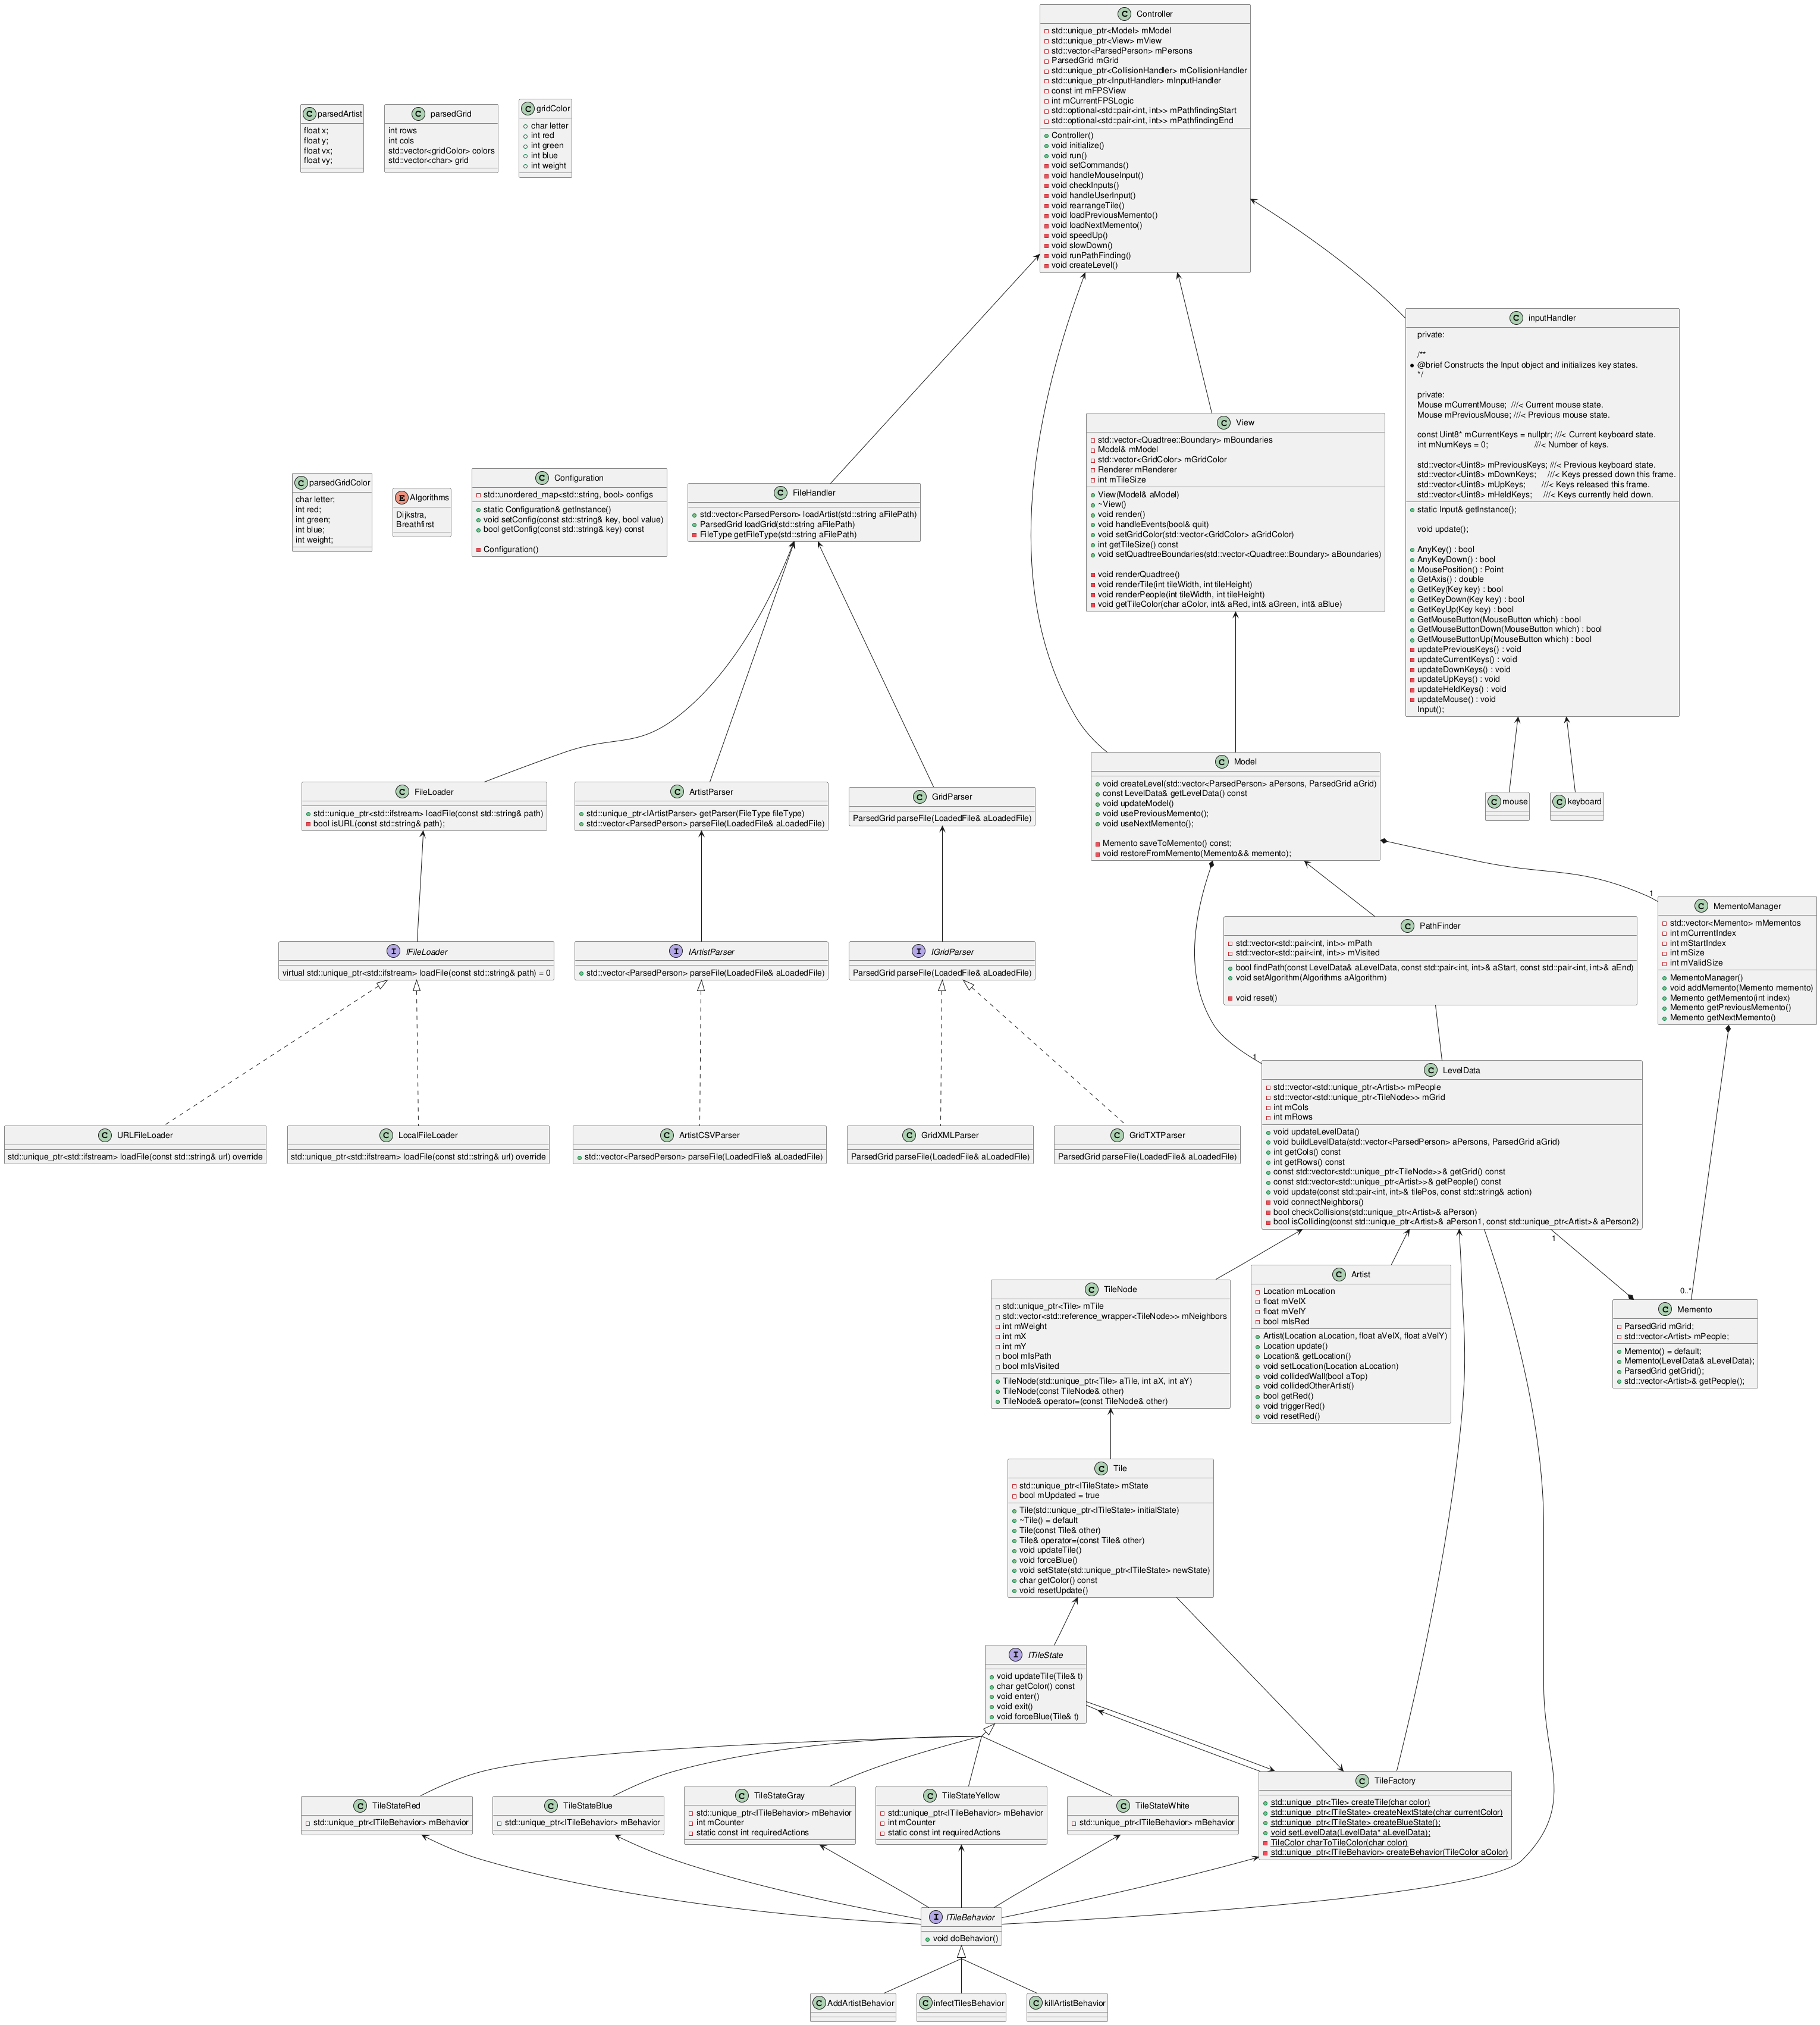 Controller
std::unique_ptr<Model> mModel
std::unique_ptr<View> mView
std::vector<ParsedPerson> mPersons
ParsedGrid mGrid
std::unique_ptr<CollisionHandler> mCollisionHandler
std::unique_ptr<InputHandler> mInputHandler
const int mFPSView
int mCurrentFPSLogic
std::optional<std::pair<int, int>> mPathfindingStart
std::optional<std::pair<int, int>> mPathfindingEnd
Controller()
void initialize()
void run()
void setCommands()
void handleMouseInput()
void checkInputs()
void handleUserInput()
void rearrangeTile()
void loadPreviousMemento()
void loadNextMemento()
void speedUp()
void slowDown()
void runPathFinding()
void createLevel()
parsedArtist
float x;
float y;
float vx;
float vy;
parsedGrid
int rows
int cols
std::vector<gridColor> colors
std::vector<char> grid
gridColor
char letter
int red
int green
int blue
int weight
inputHandler
private:
/**
@brief Constructs the Input object and initializes key states.
*/
private:
Mouse mCurrentMouse; ///< Current mouse state.
Mouse mPreviousMouse; ///< Previous mouse state.
const Uint8* mCurrentKeys = nullptr; ///< Current keyboard state.
int mNumKeys = 0; ///< Number of keys.
std::vector<Uint8> mPreviousKeys; ///< Previous keyboard state.
std::vector<Uint8> mDownKeys; ///< Keys pressed down this frame.
std::vector<Uint8> mUpKeys; ///< Keys released this frame.
std::vector<Uint8> mHeldKeys; ///< Keys currently held down.
static Input& getInstance();
void update();
AnyKey() : bool
AnyKeyDown() : bool
MousePosition() : Point
GetAxis() : double
GetKey(Key key) : bool
GetKeyDown(Key key) : bool
GetKeyUp(Key key) : bool
GetMouseButton(MouseButton which) : bool
GetMouseButtonDown(MouseButton which) : bool
GetMouseButtonUp(MouseButton which) : bool
updatePreviousKeys() : void
updateCurrentKeys() : void
updateDownKeys() : void
updateUpKeys() : void
updateHeldKeys() : void
updateMouse() : void
Input();
View
std::vector<Quadtree::Boundary> mBoundaries
Model& mModel
std::vector<GridColor> mGridColor
Renderer mRenderer
int mTileSize
View(Model& aModel)
~View()
void render()
void handleEvents(bool& quit)
void setGridColor(std::vector<GridColor> aGridColor)
int getTileSize() const
void setQuadtreeBoundaries(std::vector<Quadtree::Boundary> aBoundaries)
void renderQuadtree()
void renderTile(int tileWidth, int tileHeight)
void renderPeople(int tileWidth, int tileHeight)
void getTileColor(char aColor, int& aRed, int& aGreen, int& aBlue)
parsedGridColor
char letter;
int red;
int green;
int blue;
int weight;
Algorithms
Dijkstra,
Breathfirst
Configuration
std::unordered_map<std::string, bool> configs
static Configuration& getInstance()
void setConfig(const std::string& key, bool value)
bool getConfig(const std::string& key) const
Configuration()
FileHandler
std::vector<ParsedPerson> loadArtist(std::string aFilePath)
ParsedGrid loadGrid(std::string aFilePath)
FileType getFileType(std::string aFilePath)
FileLoader
std::unique_ptr<std::ifstream> loadFile(const std::string& path)
bool isURL(const std::string& path);
ArtistParser
std::unique_ptr<IArtistParser> getParser(FileType fileType)
std::vector<ParsedPerson> parseFile(LoadedFile& aLoadedFile)
GridParser
ParsedGrid parseFile(LoadedFile& aLoadedFile)
Model
void createLevel(std::vector<ParsedPerson> aPersons, ParsedGrid aGrid)
const LevelData& getLevelData() const
void updateModel()
void usePreviousMemento();
void useNextMemento();
Memento saveToMemento() const;
void restoreFromMemento(Memento&& memento);
mouse
keyboard
1
MementoManager
std::vector<Memento> mMementos
int mCurrentIndex
int mStartIndex
int mSize
int mValidSize
MementoManager()
void addMemento(Memento memento)
Memento getMemento(int index)
Memento getPreviousMemento()
Memento getNextMemento()
PathFinder
std::vector<std::pair<int, int>> mPath
std::vector<std::pair<int, int>> mVisited
bool findPath(const LevelData& aLevelData, const std::pair<int, int>& aStart, const std::pair<int, int>& aEnd)
void setAlgorithm(Algorithms aAlgorithm)
void reset()
IFileLoader
virtual std::unique_ptr<std::ifstream> loadFile(const std::string& path) = 0
IArtistParser
std::vector<ParsedPerson> parseFile(LoadedFile& aLoadedFile)
IGridParser
ParsedGrid parseFile(LoadedFile& aLoadedFile)
1
LevelData
std::vector<std::unique_ptr<Artist>> mPeople
std::vector<std::unique_ptr<TileNode>> mGrid
int mCols
int mRows
void updateLevelData()
void buildLevelData(std::vector<ParsedPerson> aPersons, ParsedGrid aGrid)
int getCols() const
int getRows() const
const std::vector<std::unique_ptr<TileNode>>& getGrid() const
const std::vector<std::unique_ptr<Artist>>& getPeople() const
void update(const std::pair<int, int>& tilePos, const std::string& action)
void connectNeighbors()
bool checkCollisions(std::unique_ptr<Artist>& aPerson)
bool isColliding(const std::unique_ptr<Artist>& aPerson1, const std::unique_ptr<Artist>& aPerson2)
URLFileLoader
std:unique_ptr<std::ifstream> loadFile(const std::string& url) override
LocalFileLoader
std:unique_ptr<std::ifstream> loadFile(const std::string& url) override
ArtistCSVParser
std::vector<ParsedPerson> parseFile(LoadedFile& aLoadedFile)
GridXMLParser
ParsedGrid parseFile(LoadedFile& aLoadedFile)
GridTXTParser
ParsedGrid parseFile(LoadedFile& aLoadedFile)
1
0..*
TileNode
std::unique_ptr<Tile> mTile
std::vector<std::reference_wrapper<TileNode>> mNeighbors
int mWeight
int mX
int mY
bool mIsPath
bool mIsVisited
TileNode(std::unique_ptr<Tile> aTile, int aX, int aY)
TileNode(const TileNode& other)
TileNode& operator=(const TileNode& other)
Artist
Location mLocation
float mVelX
float mVelY
bool mIsRed
Artist(Location aLocation, float aVelX, float aVelY)
Location update()
Location& getLocation()
void setLocation(Location aLocation)
void collidedWall(bool aTop)
void collidedOtherArtist()
bool getRed()
void triggerRed()
void resetRed()
Memento
ParsedGrid mGrid;
std::vector<Artist> mPeople;
Memento() = default;
Memento(LevelData& aLevelData);
ParsedGrid getGrid();
std::vector<Artist>& getPeople();
Tile
std::unique_ptr<ITileState> mState
bool mUpdated = true
Tile(std::unique_ptr<ITileState> initialState)
~Tile() = default
Tile(const Tile& other)
Tile& operator=(const Tile& other)
void updateTile()
void forceBlue()
void setState(std::unique_ptr<ITileState> newState)
char getColor() const
void resetUpdate()
ITileState
void updateTile(Tile& t)
char getColor() const
void enter()
void exit()
void forceBlue(Tile& t)
TileStateRed
std::unique_ptr<ITileBehavior> mBehavior
TileStateBlue
std::unique_ptr<ITileBehavior> mBehavior
TileStateGray
std::unique_ptr<ITileBehavior> mBehavior
int mCounter
static const int requiredActions
TileStateYellow
std::unique_ptr<ITileBehavior> mBehavior
int mCounter
static const int requiredActions
TileStateWhite
std::unique_ptr<ITileBehavior> mBehavior
TileFactory
std::unique_ptr<Tile> createTile(char color)
std::unique_ptr<ITileState> createNextState(char currentColor)
std::unique_ptr<ITileState> createBlueState();
void setLevelData(LevelData* aLevelData);
TileColor charToTileColor(char color)
std::unique_ptr<ITileBehavior> createBehavior(TileColor aColor)
ITileBehavior
void doBehavior()
AddArtistBehavior
infectTilesBehavior
killArtistBehavior